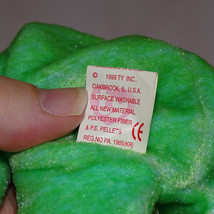 © 1999 TY INC.,
OAKBROOK, IL, U.S.A.
SURFACE WASHABLE
ALL NEW MATERIAL
POLYESTER FIBER
& P.E. PELLETS CE
REG. NO PA. 1965(KR)